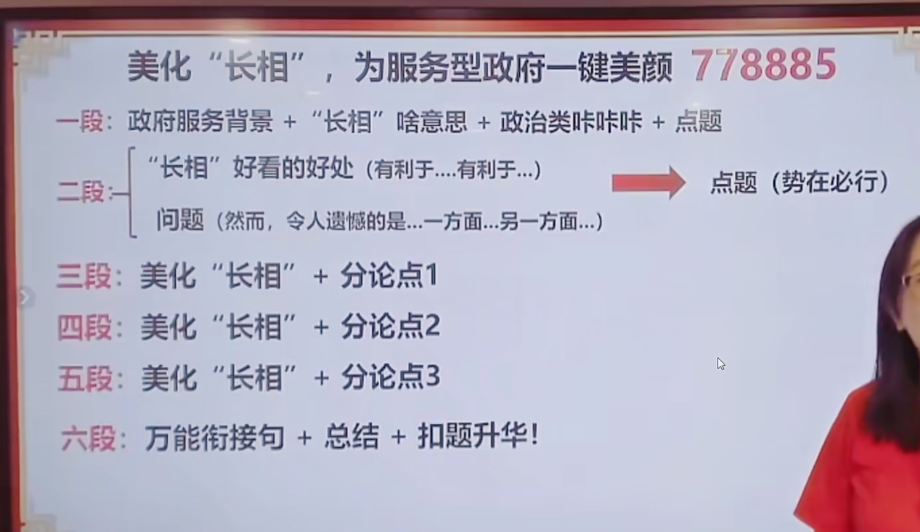 美化“长相”，为服务型政府一键美颜 778885
一段：政府服务背景 + “长相”啥意思 + 政治类咔咔咔 + 点题
二段：
“长相”好看的好处（有利于....有利于...）
问题（然而，令人遗憾的是...一方面...另一方面...）
点题（势在必行）
三段：美化“长相” + 分论点1
四段：美化“长相” + 分论点2
五段：美化“长相” + 分论点3
六段：万能衔接句 + 总结 + 扣题升华！